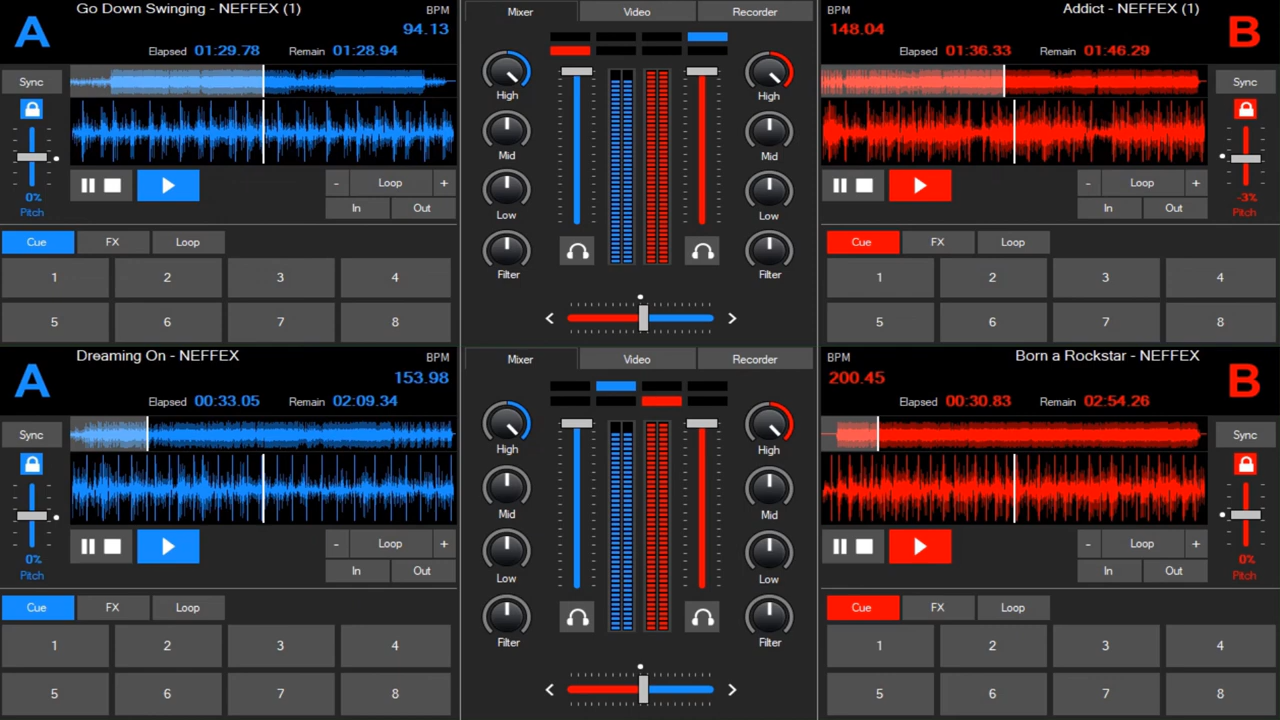 Go Down Swinging - NEFFEX (1)
BPM
A
94.13
Elapsed 01:29.78 Remain 01:28.94
Sync
0%
Pitch
- Loop +
In Out
Cue FX Loop
1 2 3 4
5 6 7 8
Mixer Video Recorder
High High
Mid Mid
Low Low
Filter Filter
< >
BPM Addict - NEFFEX (1)
148.04
B
Elapsed 01:36.33 Remain 01:46.29
Sync
-3%
Pitch
- Loop +
In Out
Cue FX Loop
1 2 3 4
5 6 7 8
Dreaming On - NEFFEX
BPM
A
153.98
Elapsed 00:33.05 Remain 02:09.34
Sync
0%
Pitch
- Loop +
In Out
Cue FX Loop
1 2 3 4
5 6 7 8
Mixer Video Recorder
High High
Mid Mid
Low Low
Filter Filter
< >
BPM Born a Rockstar - NEFFEX
200.45
B
Elapsed 00:30.83 Remain 02:54.26
Sync
0%
Pitch
- Loop +
In Out
Cue FX Loop
1 2 3 4
5 6 7 8